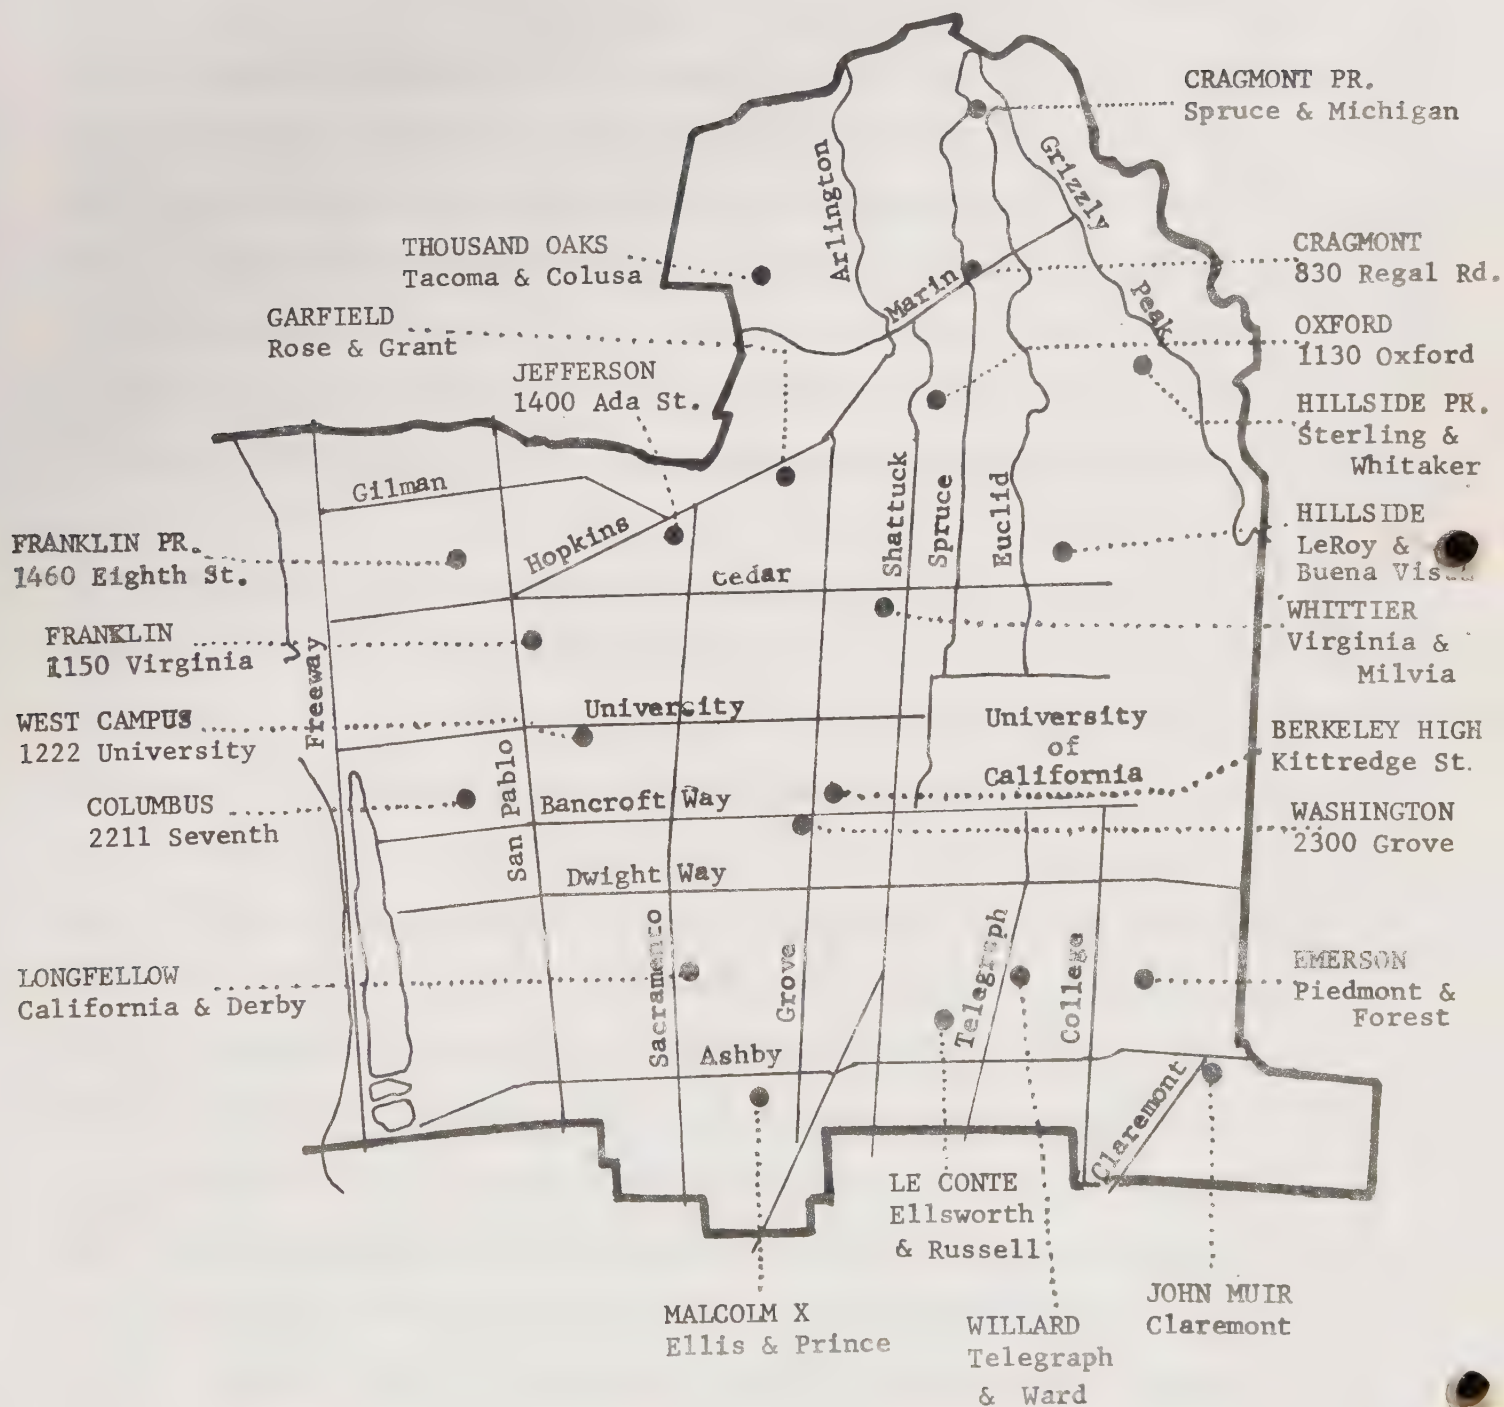 CRAGMONT PR.
Spruce & Michigan
Arlington
Grizzly
Peak
THOUSAND OAKS
Tacoma & Colusa
CRAGMONT
830 Regal Rd.
Marin
GARFIELD
Rose & Grant
OXFORD
1130 Oxford
JEFFERSON
1400 Ada St.
HILLSIDE PR.
Sterling &
Whitaker
Gilman
Hopkins
Shattuck
Spruce
Euclid
HILLSIDE
LeRoy &
Buena
FRANKLIN PR.
1460 Eighth St.
Cedar
WHITTIER
Virginia &
Milvia
FRANKLIN
1150 Virginia
Freeway
University
University
of
California
WEST CAMPUS
1222 University
BERKELEY HIGH
Kittredge St.
San Pablo
Bancroft Way
COLUMBUS
2211 Seventh
WASHINGTON
2300 Grove
Dwight Way
Sacramento
Grove
Telegraph
College
LONGFELLOW
California & Derby
EMERSON
Piedmont &
Forest
Ashby
Claremont
LE CONTE
Ellsworth
& Russell
MALCOLM X
Ellis & Prince
WILLARD
Telegraph
& Ward
JOHN MUIR
Claremont